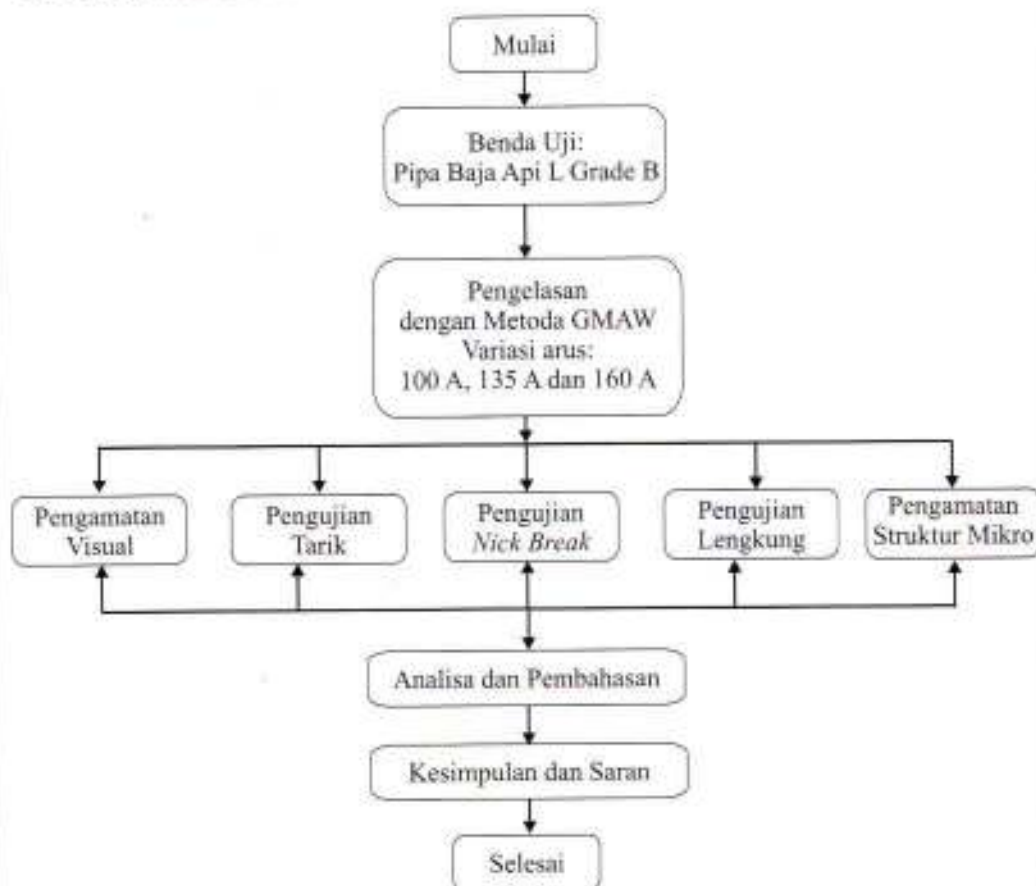 Mulai
Benda Uji:
Pipa Baja Api L Grade B
Pengelasan
dengan Metoda GMAW
Variasi arus:
100 A, 135 A dan 160 A
Pengamatan
Visual
Pengujian
Tarik
Pengujian
Nick Break
Pengujian
Lengkung
Pengamatan
Struktur Mikro
Analisa dan Pembahasan
Kesimpulan dan Saran
Selesai